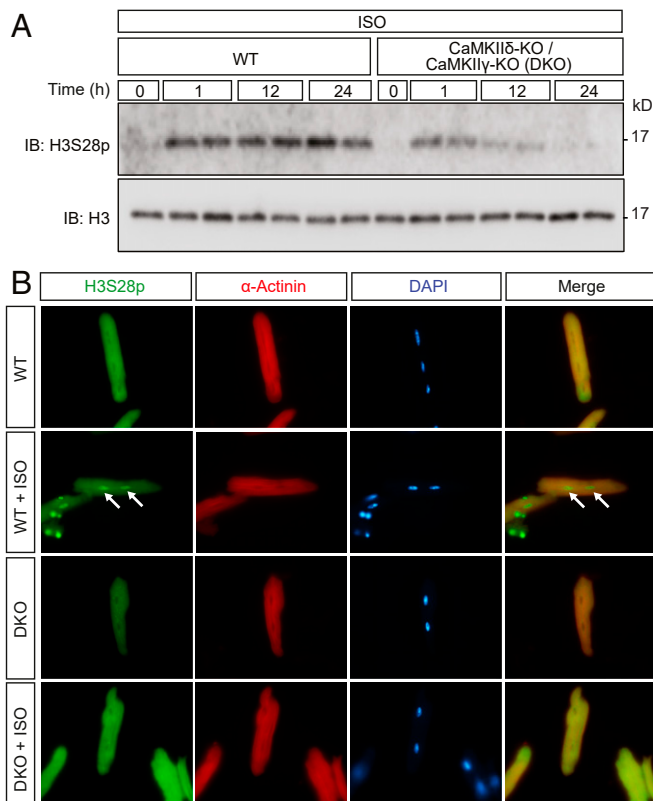 A
ISO
WT
CaMKIIδ-KO /
CaMKIIγ-KO (DKO)
Time (h) 0 1 12 24 0 1 12 24
kD
IB: H3S28p 17
IB: H3 17
B
H3S28p α-Actinin DAPI Merge
WT
WT + ISO
DKO
DKO + ISO